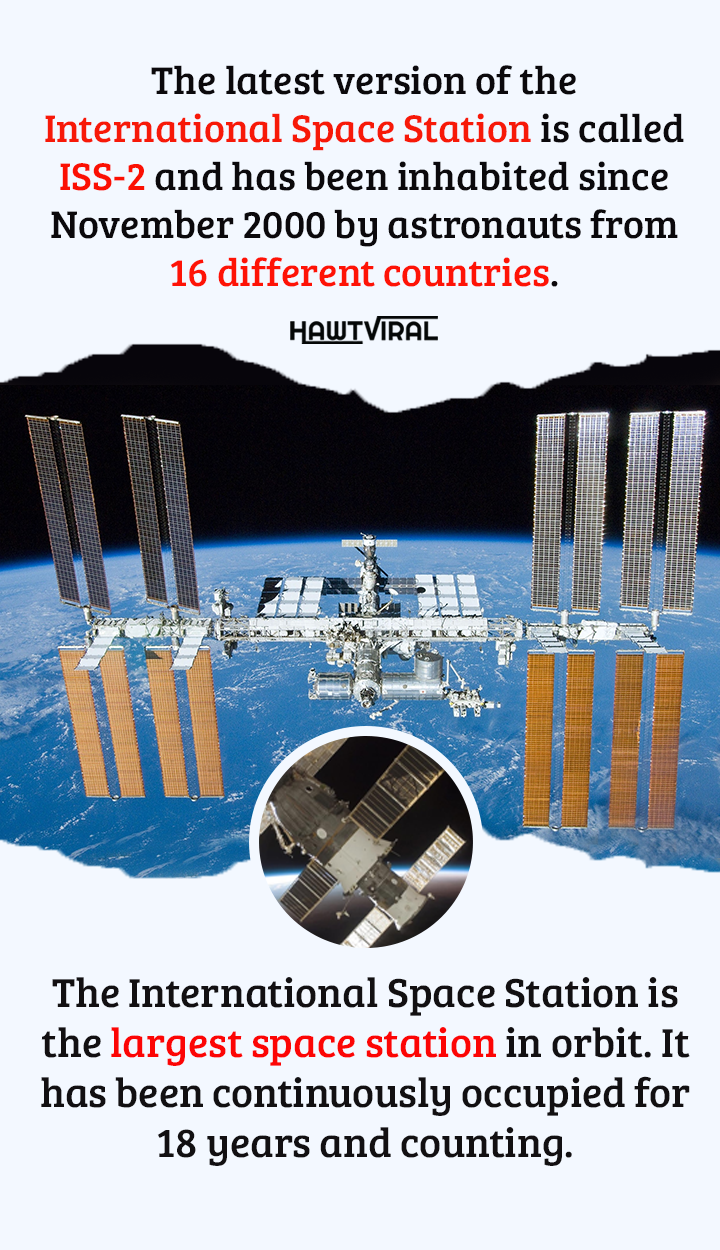 The latest version of the
International Space Station is called
ISS-2 and has been inhabited since
November 2000 by astronauts from
16 different countries.
HAWTVIRAL
The International Space Station is
the largest space station in orbit. It
has been continuously occupied for
18 years and counting.